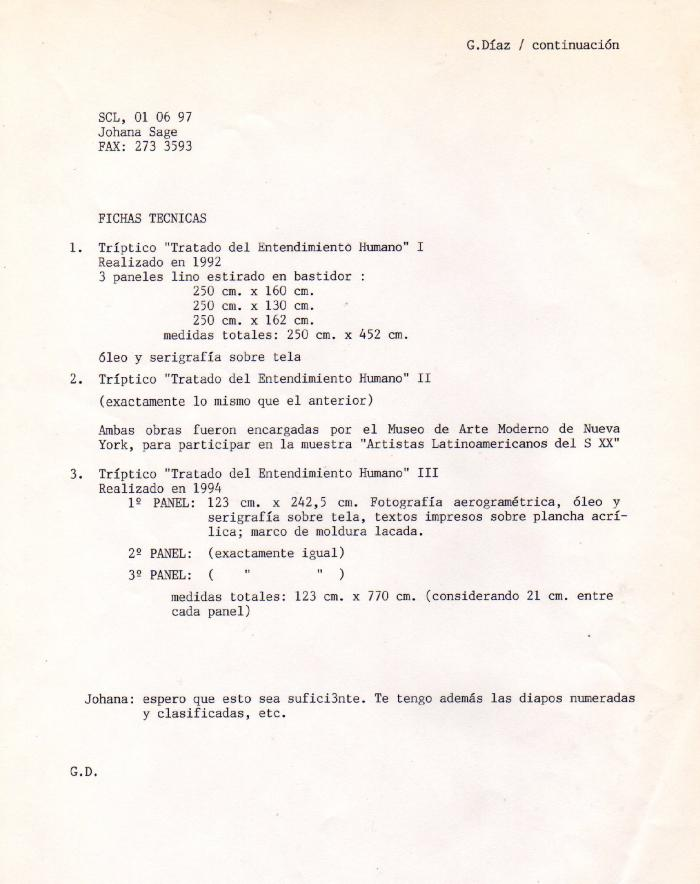 G.Díaz / continuación
SCL, 01 06 97
Johana Sage
FAX: 273 3593
FICHAS TECNICAS
1. Tríptico "Tratado del Entendimiento Humano" I
Realizado en 1992
3 paneles lino estirado en bastidor :
250 cm. x 160 cm.
250 cm. x 130 cm.
250 cm. x 162 cm.
medidas totales: 250 cm. x 452 cm.
óleo y serigrafía sobre tela
2. Tríptico "Tratado del Entendimiento Humano" II
(exactamente lo mismo que el anterior)
Ambas obras fueron encargadas por el Museo de Arte Moderno de Nueva
York, para participar en la muestra "Artistas Latinoamericanos del S XX"
3. Tríptico "Tratado del Entendimiento Humano" III
Realizado en 1994
1º PANEL: 123 cm. x 242,5 cm. Fotografía aerogramétrica, óleo y
serigrafía sobre tela, textos impresos sobre plancha acrí-
lica; marco de moldura lacada.
2º PANEL: (exactamente igual)
3º PANEL: ( " " )
medidas totales: 123 cm. x 770 cm. (considerando 21 cm. entre
cada panel)
Johana: espero que esto sea sufici3nte. Te tengo además las diapos numeradas
y clasificadas, etc.
G.D.